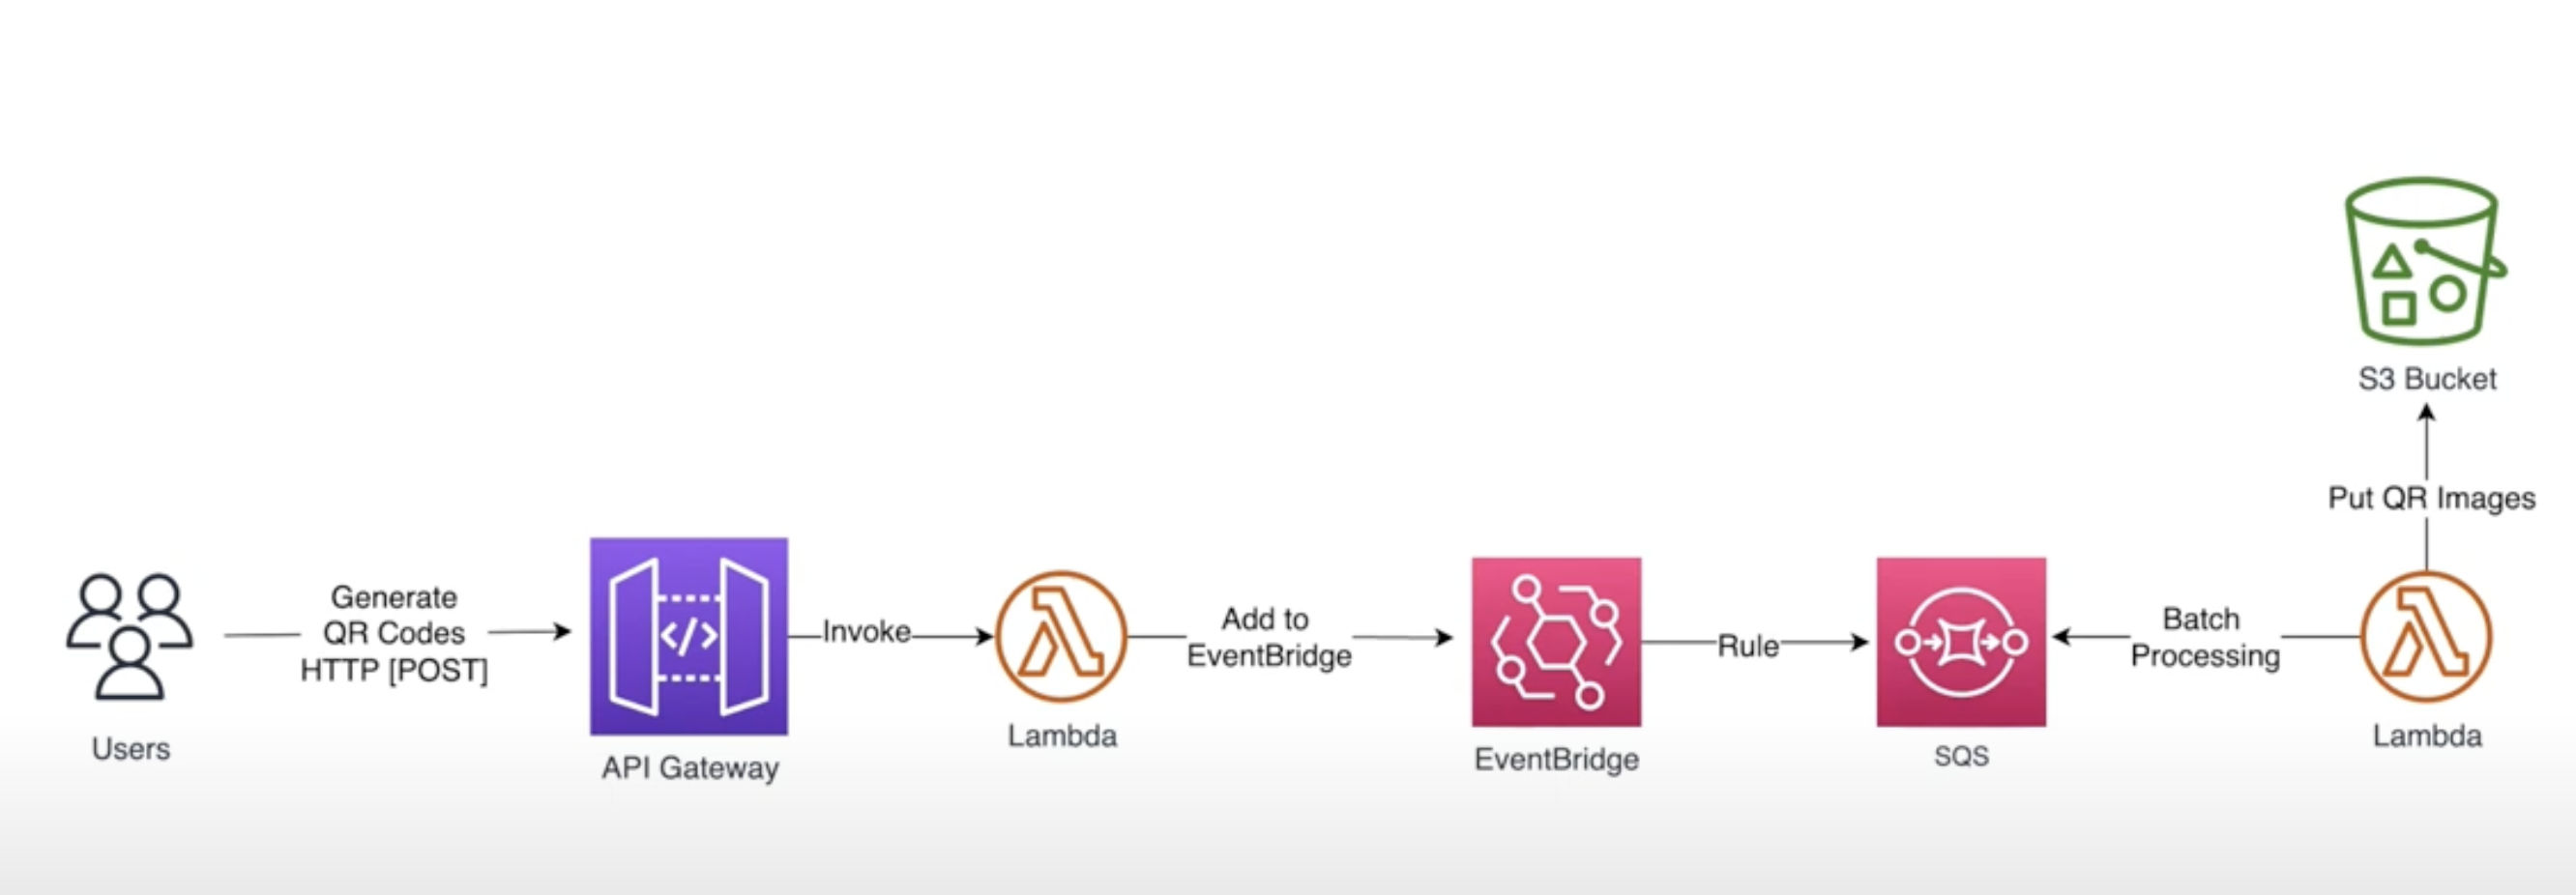 S3 Bucket
Put QR Images
Generate
QR Codes
HTTP [POST]
Invoke
Add to
EventBridge
Rule
Batch
Processing
Users
API Gateway
</>
Lambda
EventBridge
SQS
Lambda